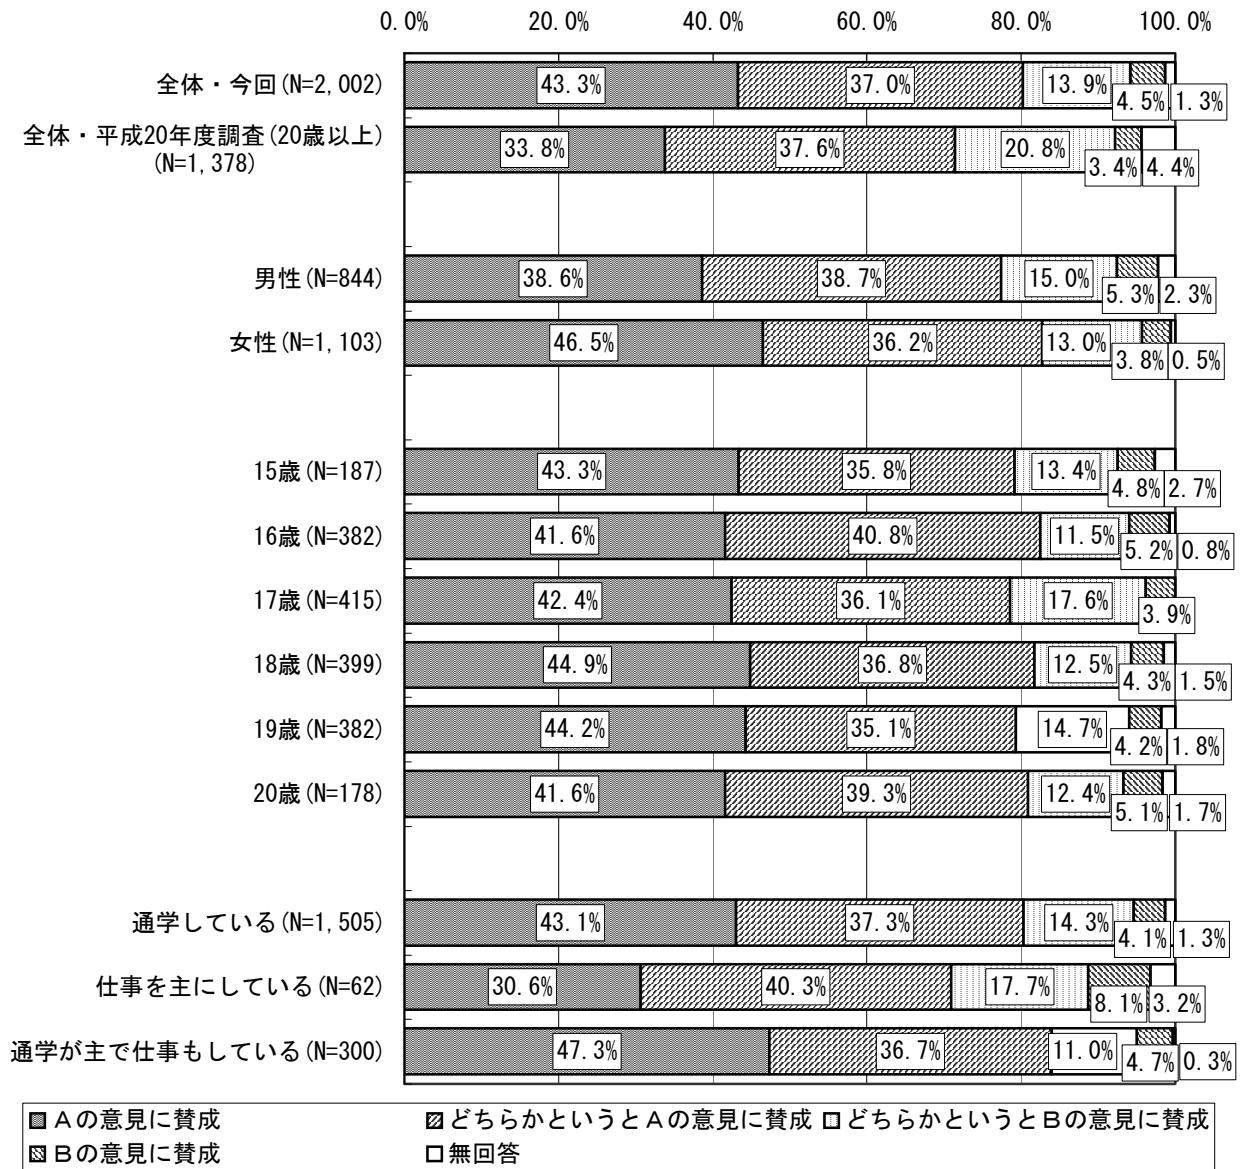 0.0% 20.0% 40.0% 60.0% 80.0% 100.0%
全体・今回(N=2,002) 43.3% 37.0% 13.9% 4.5% 1.3%
全体・平成20年度調査(20歳以上)
(N=1,378) 33.8% 37.6% 20.8% 3.4% 4.4%
男性(N=844) 38.6% 38.7% 15.0% 5.3% 2.3%
女性(N=1,103) 46.5% 36.2% 13.0% 3.8% 0.5%
15歳(N=187) 43.3% 35.8% 13.4% 4.8% 2.7%
16歳(N=382) 41.6% 40.8% 11.5% 5.2% 0.8%
17歳(N=415) 42.4% 36.1% 17.6% 3.9%
18歳(N=399) 44.9% 36.8% 12.5% 4.3% 1.5%
19歳(N=382) 44.2% 35.1% 14.7% 4.2% 1.8%
20歳(N=178) 41.6% 39.3% 12.4% 5.1% 1.7%
通学している(N=1,505) 43.1% 37.3% 14.3% 4.1% 1.3%
仕事を主にしている(N=62) 30.6% 40.3% 17.7% 8.1% 3.2%
通学が主で仕事もしている(N=300) 47.3% 36.7% 11.0% 4.7% 0.3%
Aの意見に賛成 どちらかというとAの意見に賛成 どちらかというとBの意見に賛成
Bの意見に賛成 無回答